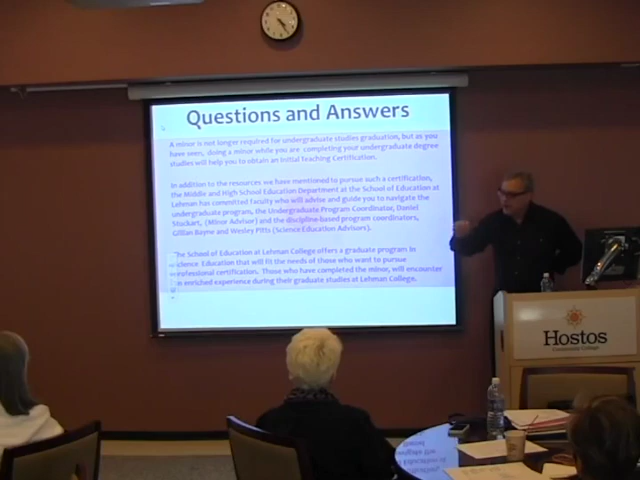 Questions and Answers
A minor is not longer required for undergraduate studies graduation, but as you
have seen, doing a minor while you are completing your undergraduate degree
studies will help you to obtain an Initial Teaching Certification.
In addition to the resources we have mentioned to pursue such a certification,
the Middle and High School Education Department at the School of Education at
Lehman has committed faculty who will advise and guide you to navigate the
undergraduate program, the Undergraduate Program Coordinator, Daniel
Stuckart, (Minor Advisor) and the discipline-based program coordinators,
Gillian Bayne and Wesley Pitts (Science Education Advisors).
The School of Education at Lehman College offers a graduate program in
Science Education that will fit the needs of those who want to pursue
professional certification. Those who have completed the minor, will encounter
an enriched experience during their graduate studies at Lehman College.
Hostos
Community College